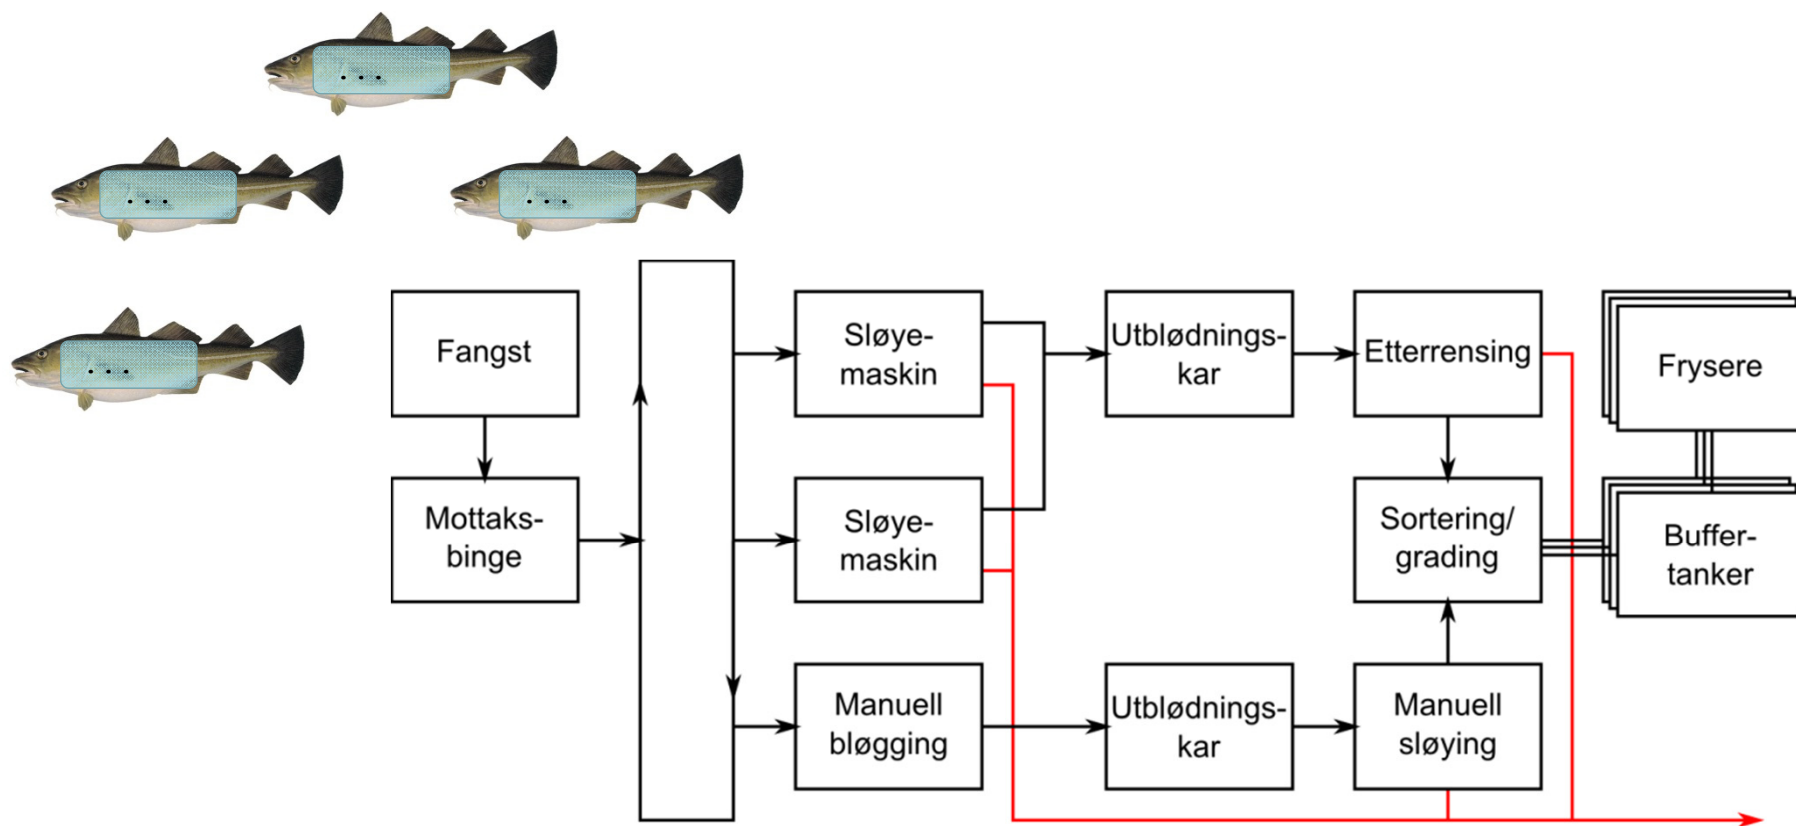 Fangst
Mottaks-
binge
Sløye-
maskin
Sløye-
maskin
Manuell
bløgging
Utblødnings-
kar
Utblødnings-
kar
Etterrensing
Sortering/
grading
Manuell
sløying
Frysere
Buffer-
tanker